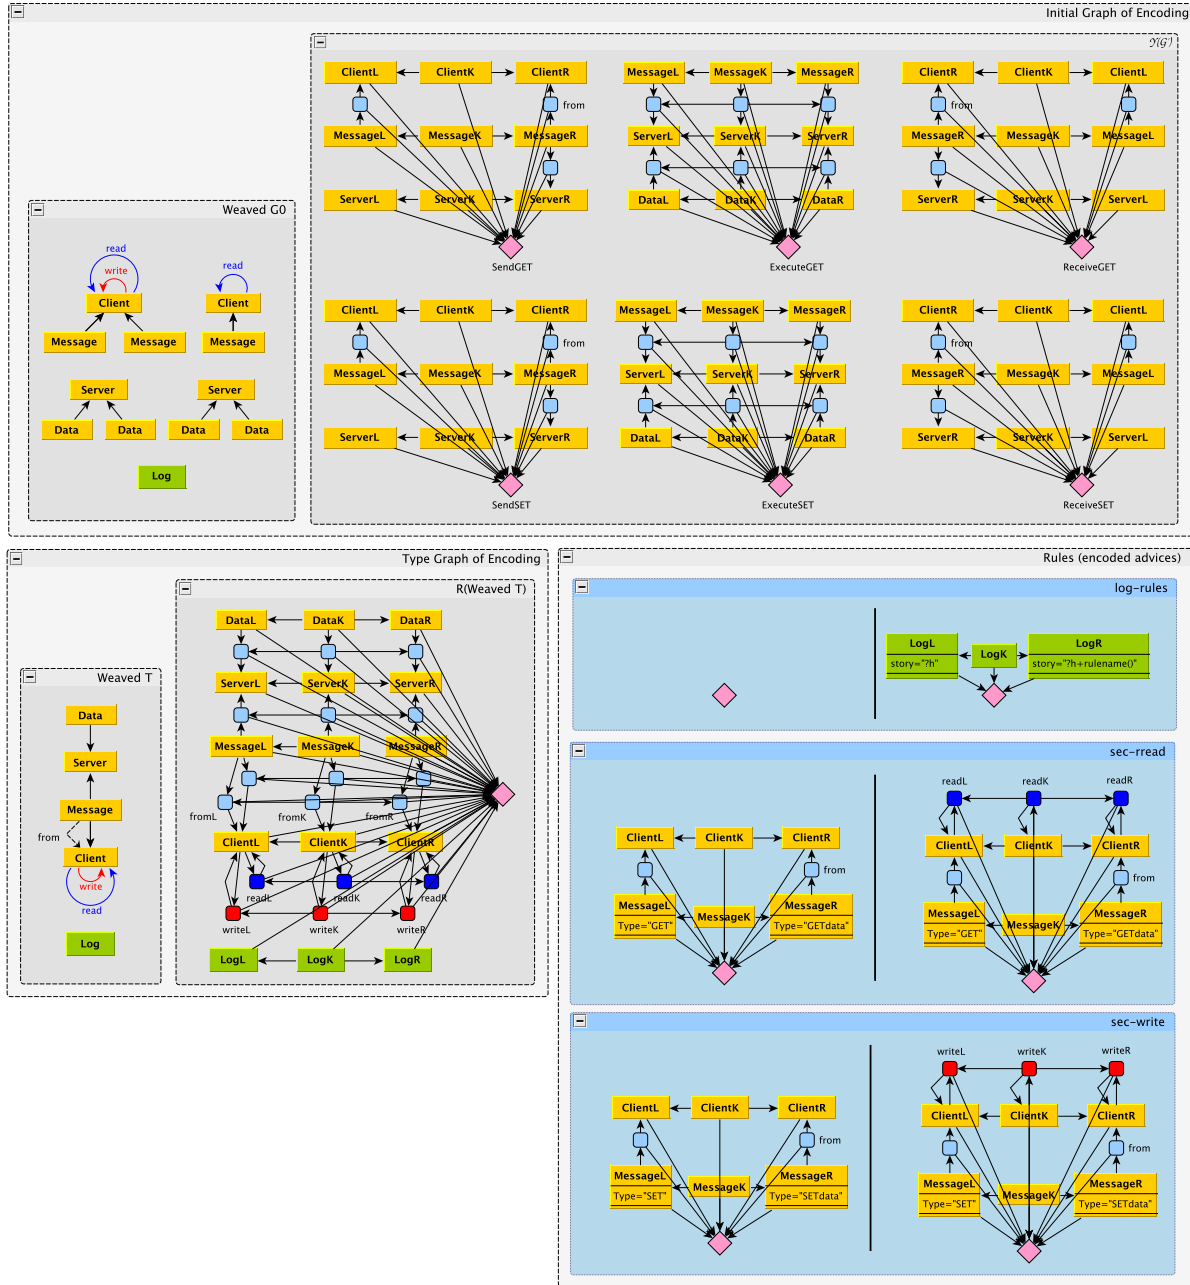 Initial Graph of Encoding
𝒴(𝒢)
ClientL ClientK ClientR
from
MessageL MessageK MessageR
ServerL ServerK ServerR
SendGET
MessageL MessageK MessageR
ServerL ServerK ServerR
DataL DataK DataR
ExecuteGET
ClientR ClientK ClientL
from
MessageR MessageK MessageL
ServerR ServerK ServerL
ReceiveGET
ClientL ClientK ClientR
from
MessageL MessageK MessageR
ServerL ServerK ServerR
SendSET
MessageL MessageK MessageR
ServerL ServerK ServerR
DataL DataK DataR
ExecuteSET
ClientR ClientK ClientL
from
MessageR MessageK MessageL
ServerR ServerK ServerL
ReceiveSET
Weaved G0
read
write
read
Client Client
Message Message Message
Server Server
Data Data Data Data
Log
Type Graph of Encoding
Weaved T
Data
Server
Message
from
Client
write
read
Log
R(Weaved T)
DataL DataK DataR
ServerL ServerK ServerR
MessageL MessageK MessageR
fromL fromK fromR
ClientL ClientK ClientR
readL readK readR
writeL writeK writeR
LogL LogK LogR
Rules (encoded advices)
log-rules
LogL LogK LogR
story="?h" story="?h+rulename()"
sec-rread
ClientL ClientK ClientR
from
MessageL MessageK MessageR
Type="GET" Type="GETdata"
readL readK readR
ClientL ClientK ClientR
from
MessageL MessageK MessageR
Type="GET" Type="GETdata"
sec-write
ClientL ClientK ClientR
from
MessageL MessageK MessageR
Type="SET" Type="SETdata"
writeL writeK writeR
ClientL ClientK ClientR
from
MessageL MessageK MessageR
Type="SET" Type="SETdata"